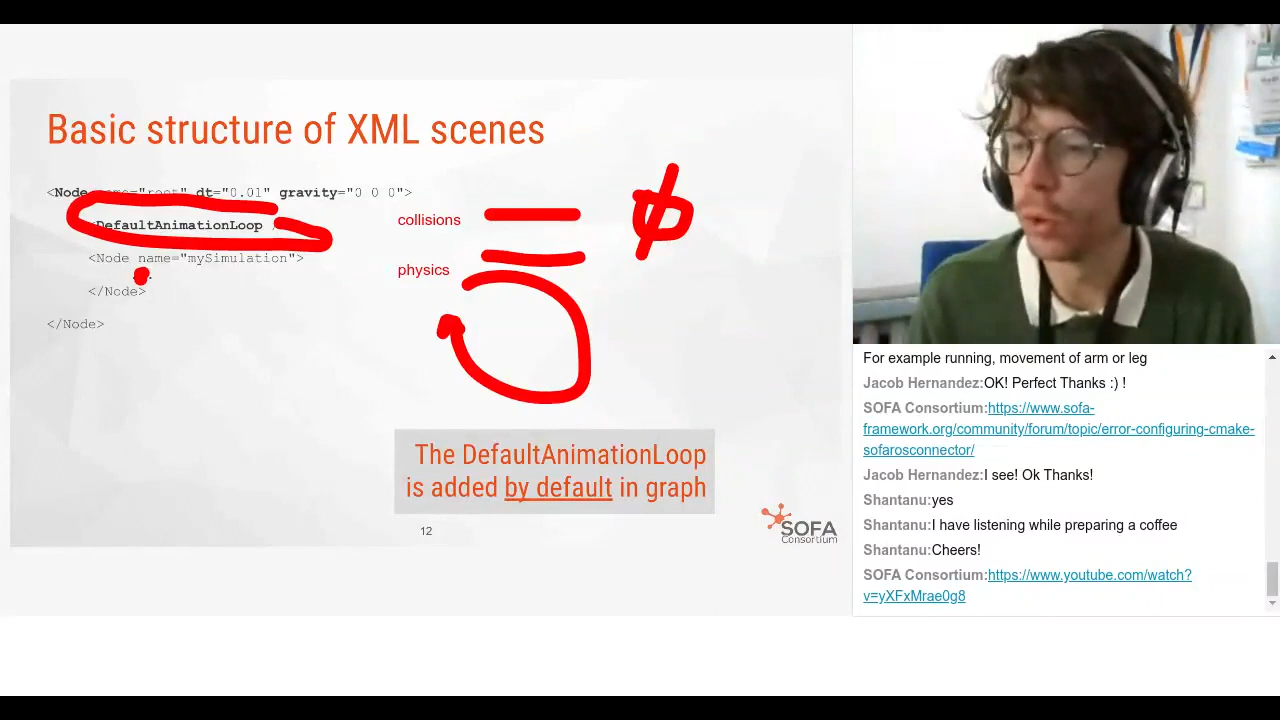 Basic structure of XML scenes
<Node name="root" dt="0.01" gravity="0 0 0">
collisions
<DefaultAnimationLoop /
<Node name="mySimulation">
physics
</Node>
</Node>
The DefaultAnimationLoop
is added by default in graph
12
SOFA
Consortium
For example running, movement of arm or leg
Jacob Hernandez:OK! Perfect Thanks :) !
SOFA Consortium:https://www.sofa-
framework.org/community/forum/topic/error-configuring-cmake-
sofarosconnector/
Jacob Hernandez:I see! Ok Thanks!
Shantanu:yes
Shantanu:I have listening while preparing a coffee
Shantanu:Cheers!
SOFA Consortium:https://www.youtube.com/watch?
v=yXFxMrae0g8